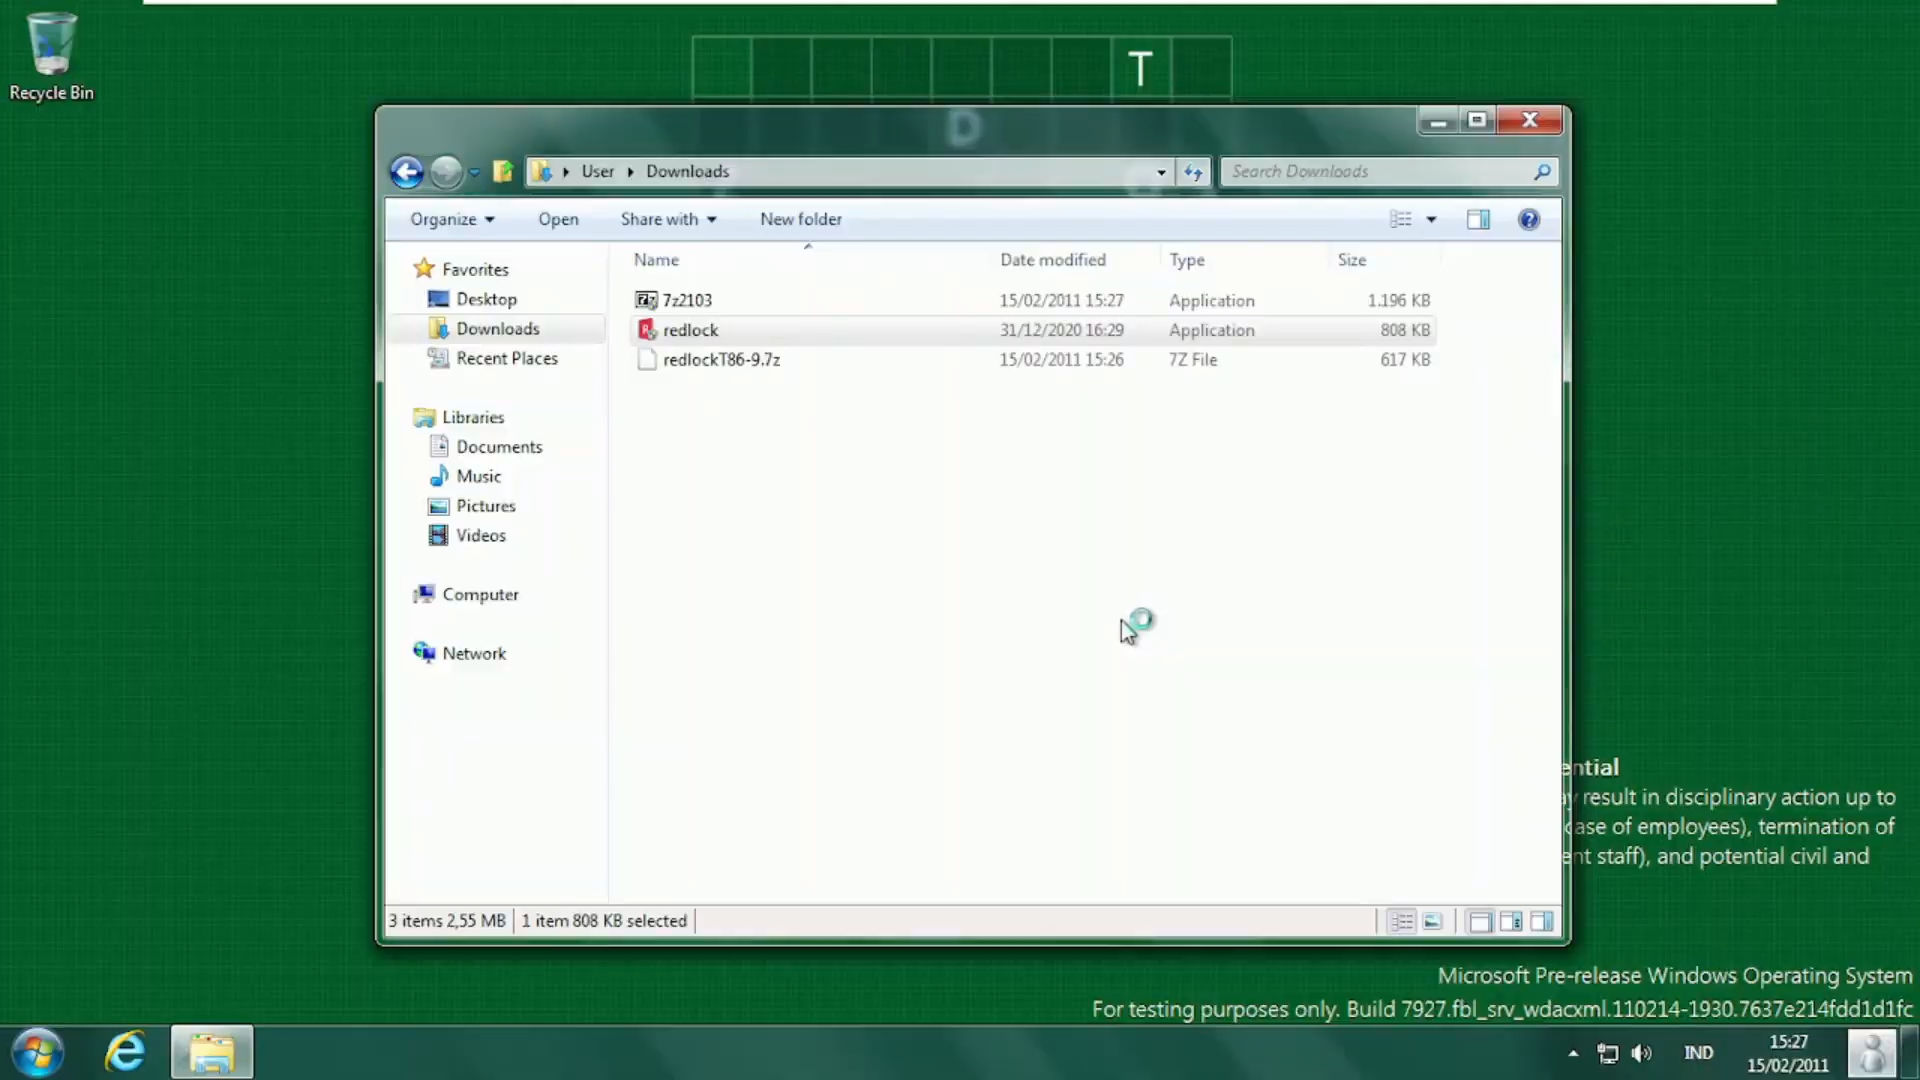 Recycle Bin
T
D
User
Downloads
Search Downloads
Organize
Open
Share with
New folder
Name
Date modified
Type
Size
7z2103
15/02/2011 15:27
Application
1.196 KB
redlock
31/12/2020 16:29
Application
808 KB
redlockT86-9.7z
15/02/2011 15:26
7Z File
617 KB
Favorites
Desktop
Downloads
Recent Places
Libraries
Documents
Music
Pictures
Videos
Computer
Network
ential
ay result in disciplinary action up to
case of employees), termination of
ent staff), and potential civil and
3 items 2,55 MB
1 item 808 KB selected
Microsoft Pre-release Windows Operating System
For testing purposes only. Build 7927.fbl_srv_wdacxml.110214-1930.7637e214fdd1d1fc
IND
15:27
15/02/2011